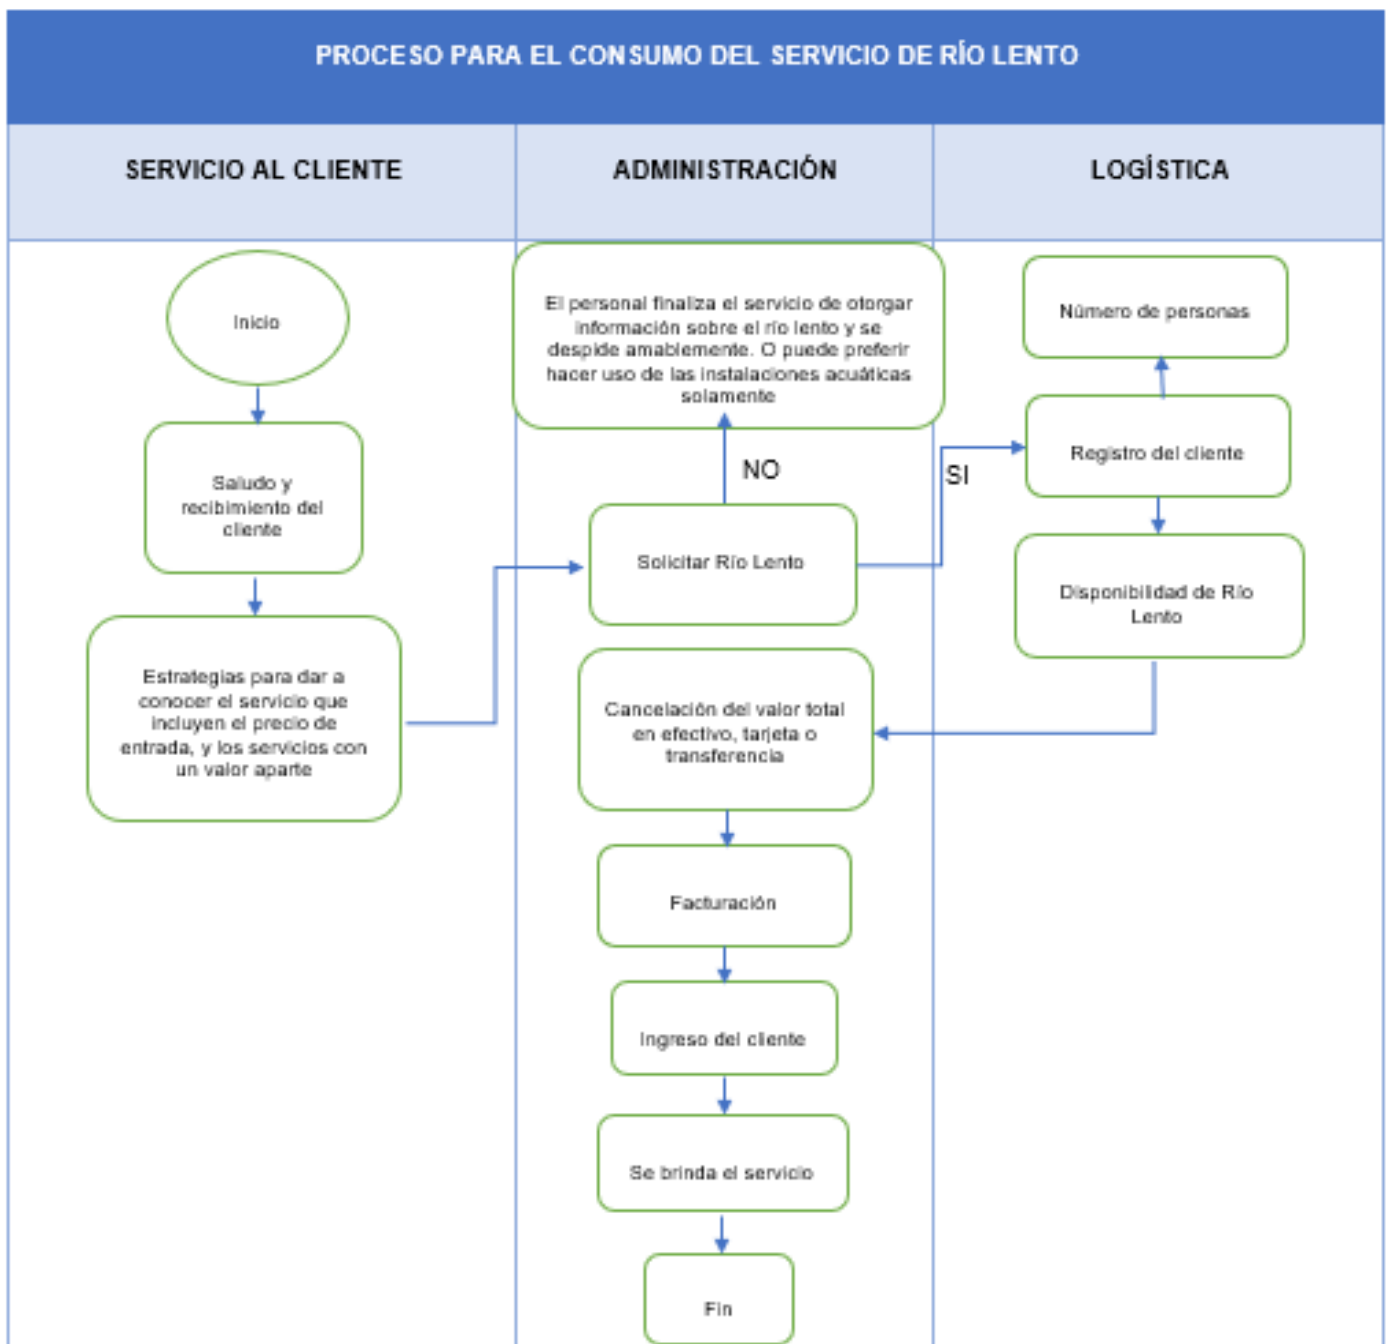 PROCESO PARA EL CONSUMO DEL SERVICIO DE RÍO LENTO
SERVICIO AL CLIENTE
ADMINISTRACIÓN
LOGÍSTICA
Inicio
Saludo y
recibimiento del
cliente
Estrategias para dar a
conocer el servicio que
incluyen el precio de
entrada, y los servicios con
un valor aparte
El personal finaliza el servicio de otorgar
información sobre el río lento y se
despide amablemente. O puede preferir
hacer uso de las instalaciones acuáticas
solamente
NO
Solicitar Río Lento
SI
Número de personas
Registro del cliente
Disponibilidad de Río
Lento
Cancelación del valor total
en efectivo, tarjeta o
transferencia
Facturación
Ingreso del cliente
Se brinda el servicio
Fin